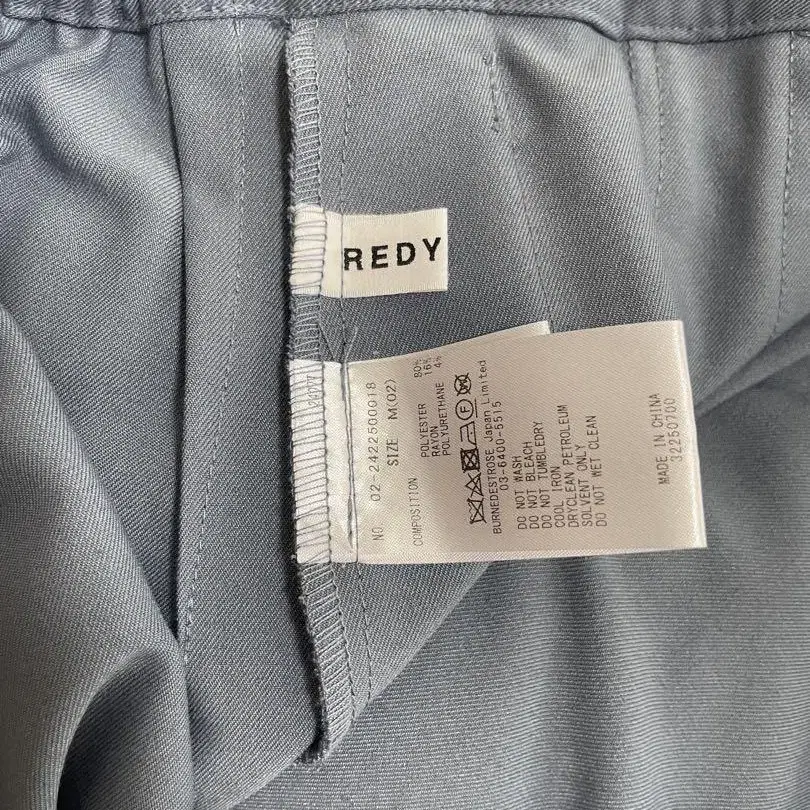 REDY
NO. 02-2422500018
SIZE M(02)
COMPOSITION
POLYESTER 80%
RAYON 16%
POLYURETHANE 4%
BURNEDESTROSE Japan Limited
03-6400-5515
DO NOT WASH
DO NOT BLEACH
DO NOT TUMBLEDRY
COOL IRON
DRYCLEAN PETROLEUM
SOLVENT ONLY
DO NOT WET CLEAN
MADE IN CHINA
32250700